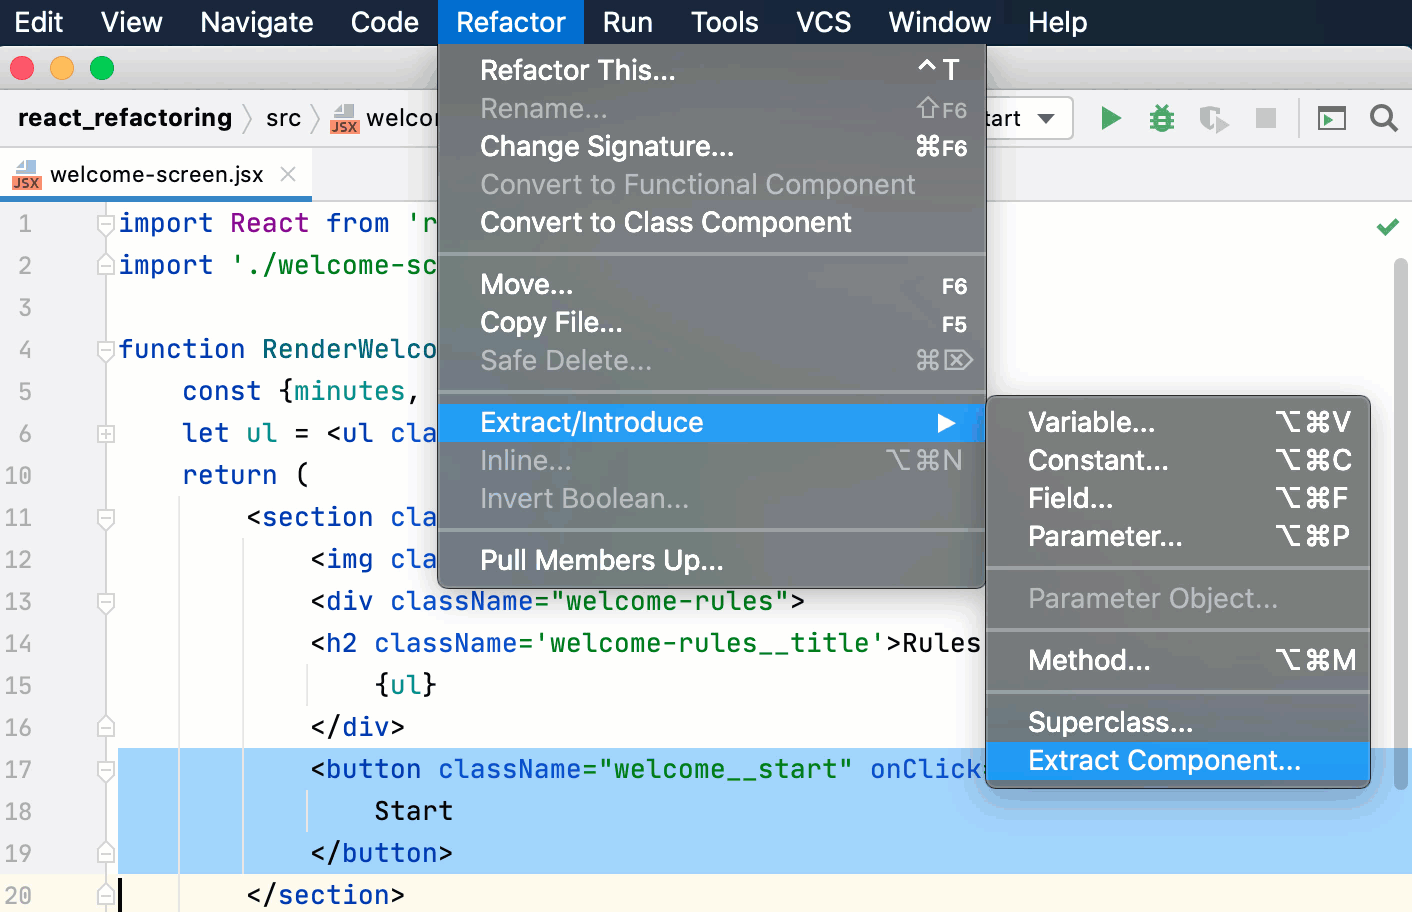 Edit View Navigate Code Refactor Run Tools VCS Window Help
react_refactoring src JSX
JSX welcome-screen.jsx
Refactor This... ^ T
Rename... ⇧F6
Change Signature... ⌘F6
Convert to Functional Component
Convert to Class Component
Move... F6
Copy File... F5
Safe Delete... ⌘⌦
Extract/Introduce ▶
Inline... ⌥⌘N
Invert Boolean...
Pull Members Up...
Variable... ⌥⌘V
Constant... ⌥⌘C
Field... ⌥⌘F
Parameter... ⌥⌘P
Parameter Object...
Method... ⌥⌘M
Superclass...
Extract Component...
1 import React from '
2 import './welcome-sc
3
4 function RenderWelco
5 const {minutes,
6 let ul = <ul cla
10 return (
11 <section cla
12 <img cla
13 <div className="welcome-rules">
14 <h2 className='welcome-rules__title'>Rules
15 {ul}
16 </div>
17 <button className="welcome__start" onClick
18 Start
19 </button>
20 </section>